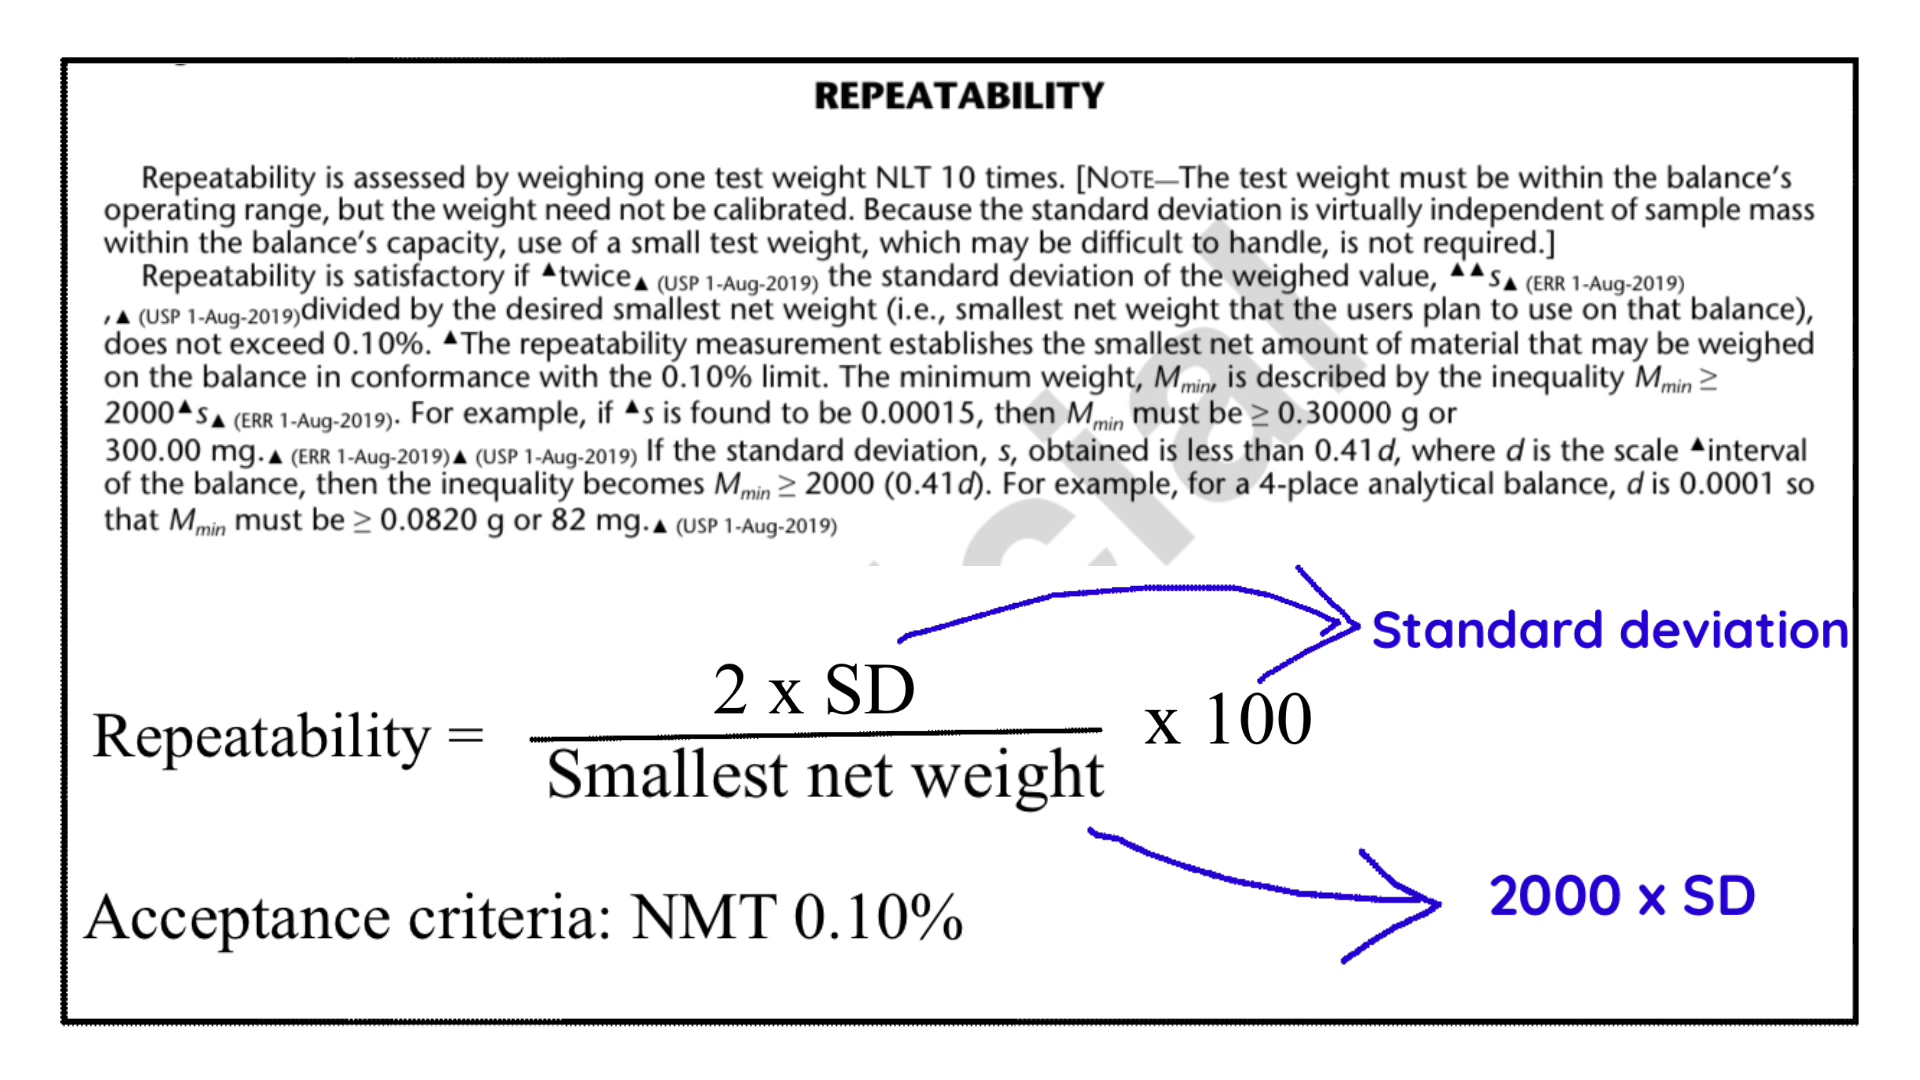 REPEATABILITY
Repeatability is assessed by weighing one test weight NLT 10 times. [NOTE—The test weight must be within the balance's
operating range, but the weight need not be calibrated. Because the standard deviation is virtually independent of sample mass
within the balance's capacity, use of a small test weight, which may be difficult to handle, is not required.]
Repeatability is satisfactory if ▲twice▲ (USP 1-Aug-2019) the standard deviation of the weighed value, ▲▲s▲ (ERR 1-Aug-2019)
,▲ (USP 1-Aug-2019)divided by the desired smallest net weight (i.e., smallest net weight that the users plan to use on that balance),
does not exceed 0.10%. ▲The repeatability measurement establishes the smallest net amount of material that may be weighed
on the balance in conformance with the 0.10% limit. The minimum weight, Mmin, is described by the inequality Mmin ≥
2000▲s▲ (ERR 1-Aug-2019). For example, if ▲s is found to be 0.00015, then Mmin must be ≥ 0.30000 g or
300.00 mg.▲ (ERR 1-Aug-2019)▲ (USP 1-Aug-2019) If the standard deviation, s, obtained is less than 0.41d, where d is the scale ▲interval
of the balance, then the inequality becomes Mmin ≥ 2000 (0.41d). For example, for a 4-place analytical balance, d is 0.0001 so
that Mmin must be ≥ 0.0820 g or 82 mg.▲ (USP 1-Aug-2019)
Standard deviation
2 x SD
Repeatability = x 100
Smallest net weight
2000 x SD
Acceptance criteria: NMT 0.10%